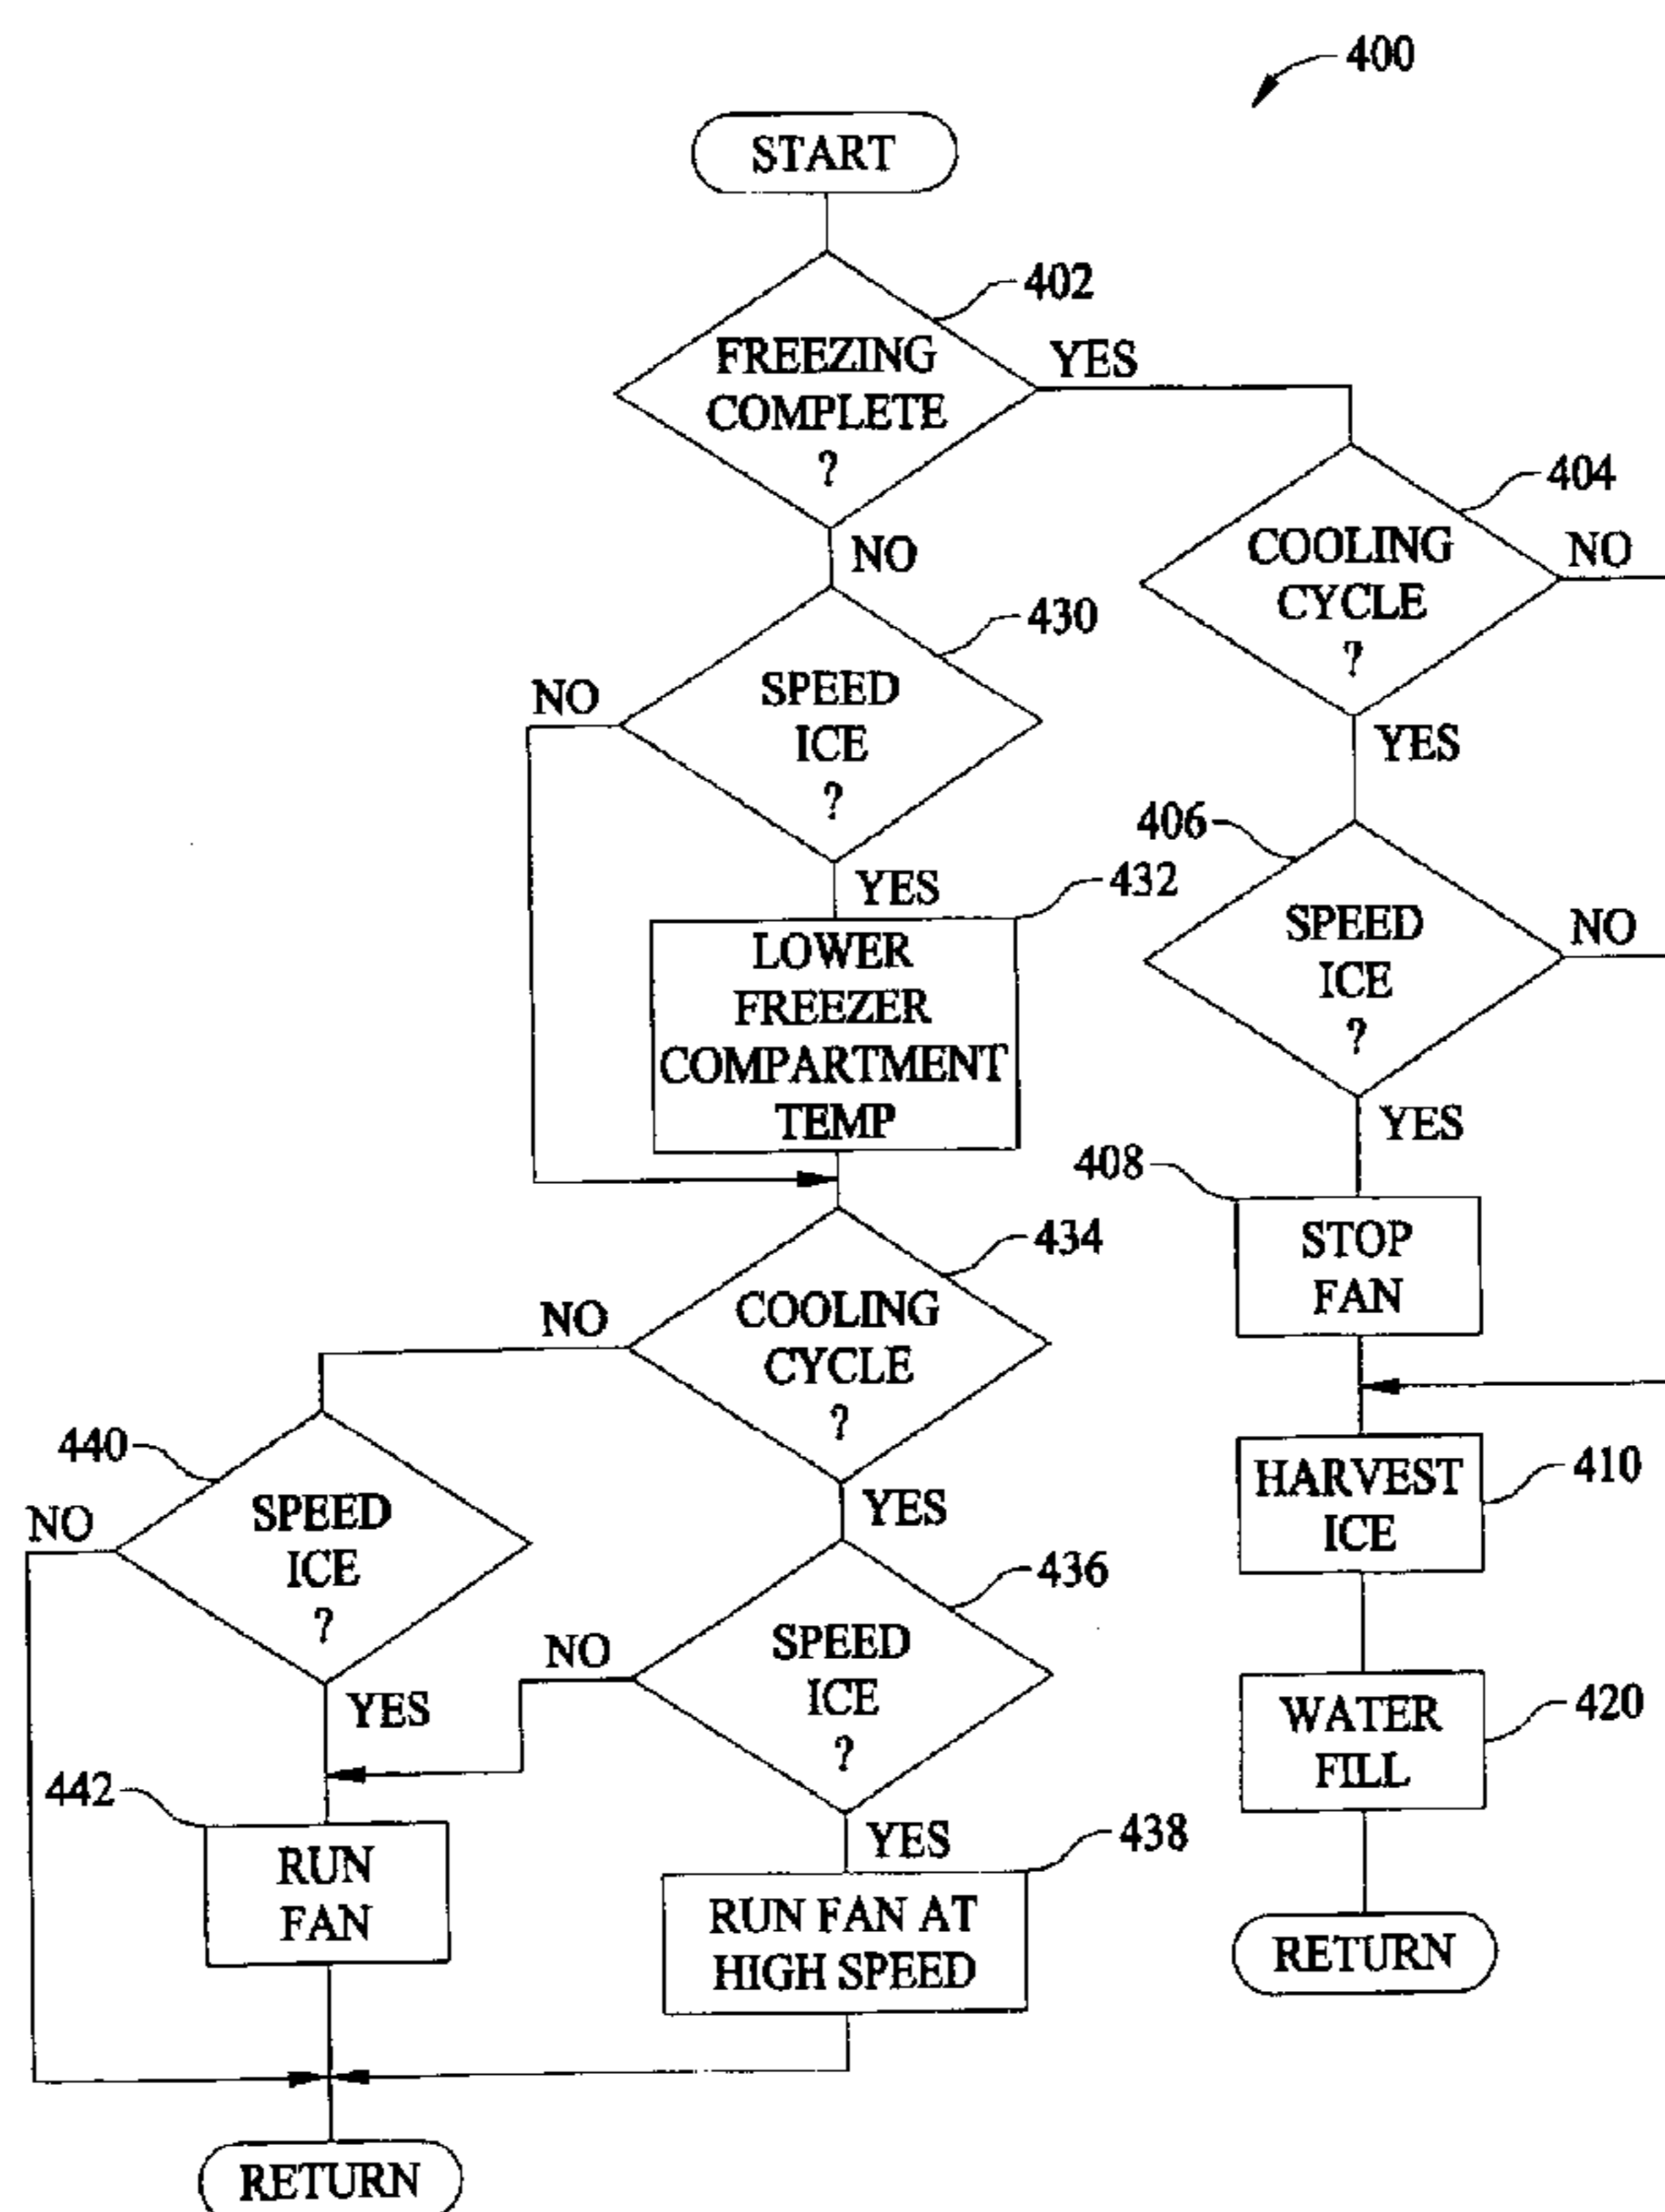 400
START
402
FREEZING
COMPLETE
?
YES
NO
404
COOLING
CYCLE
?
NO
YES
430
SPEED
ICE
?
NO
YES
406
SPEED
ICE
?
NO
YES
432
LOWER
FREEZER
COMPARTMENT
TEMP
408
STOP
FAN
434
COOLING
CYCLE
?
NO
YES
410
HARVEST
ICE
440
SPEED
ICE
?
NO
YES
436
SPEED
ICE
?
NO
YES
420
WATER
FILL
442
RUN
FAN
438
RUN FAN AT
HIGH SPEED
RETURN
RETURN